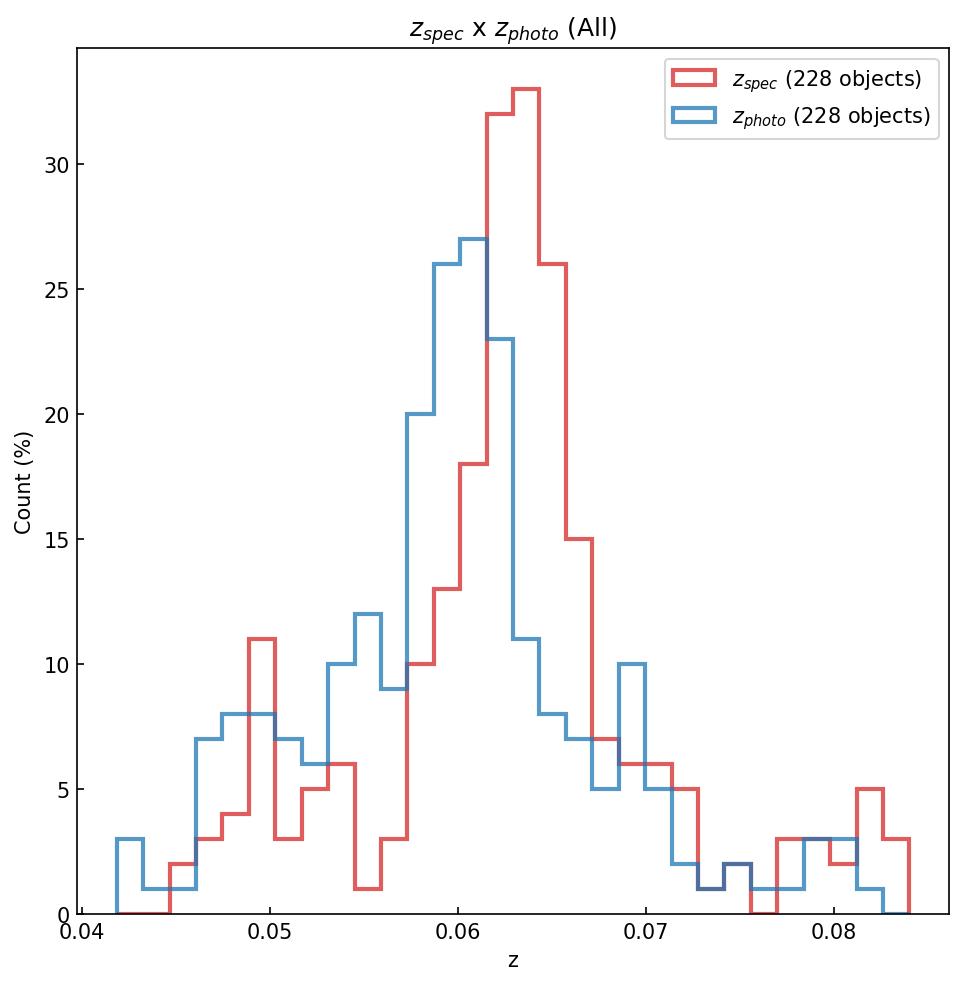 z_spec x z_photo (All)
z_spec (228 objects)
z_photo (228 objects)
Count (%)
30
25
20
15
10
5
0
0.04 0.05 0.06 0.07 0.08
z